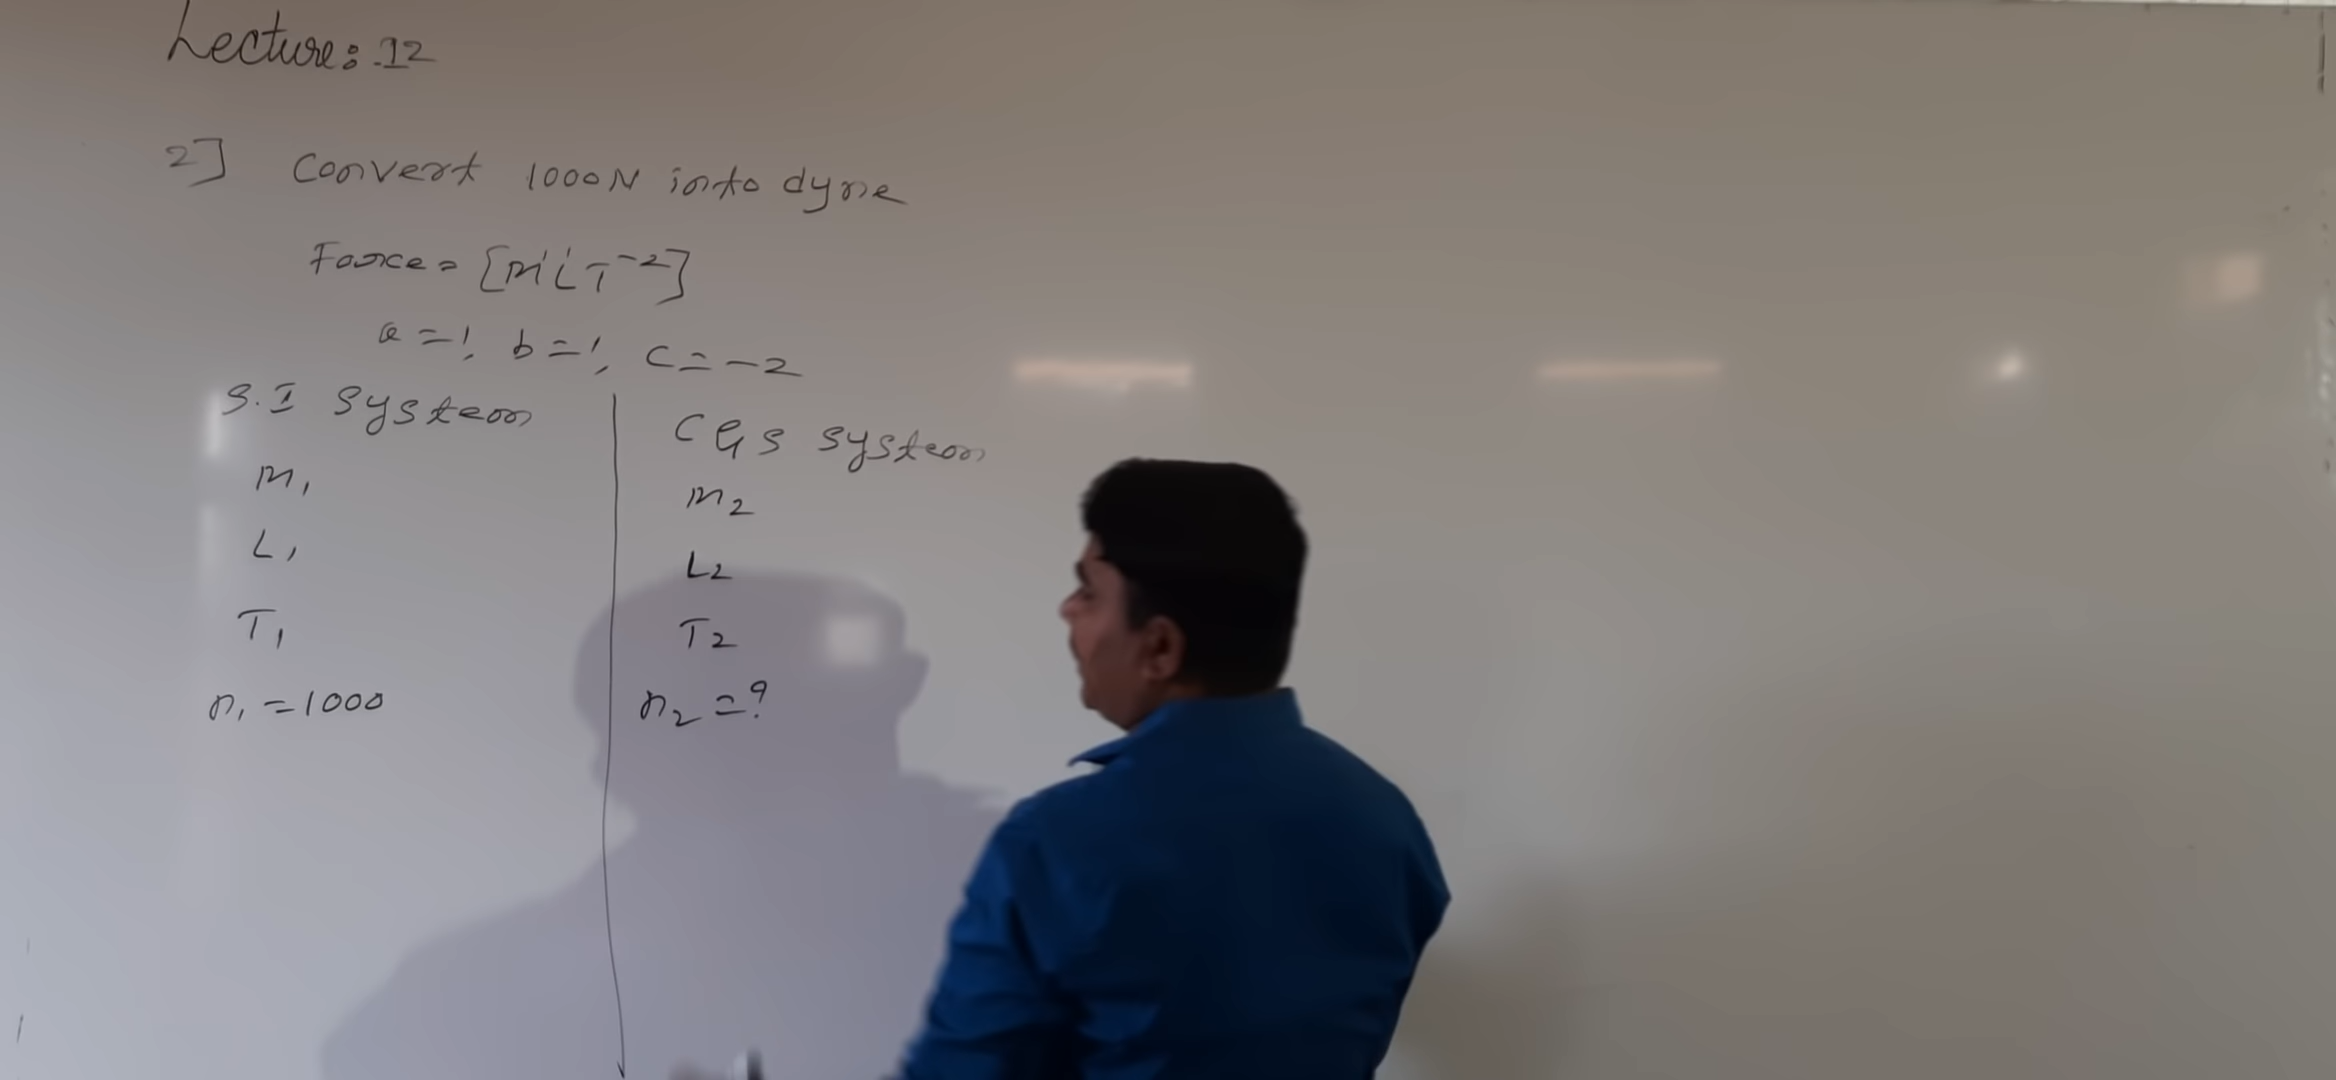 Lecture: 12
2] Convert 1000N into dyne
Force = [M¹L¹T⁻²]
a = 1, b = 1, c = -2
S.I system
M₁
L₁
T₁
n₁ = 1000
CGS system
M₂
L₂
T₂
n₂ = ?